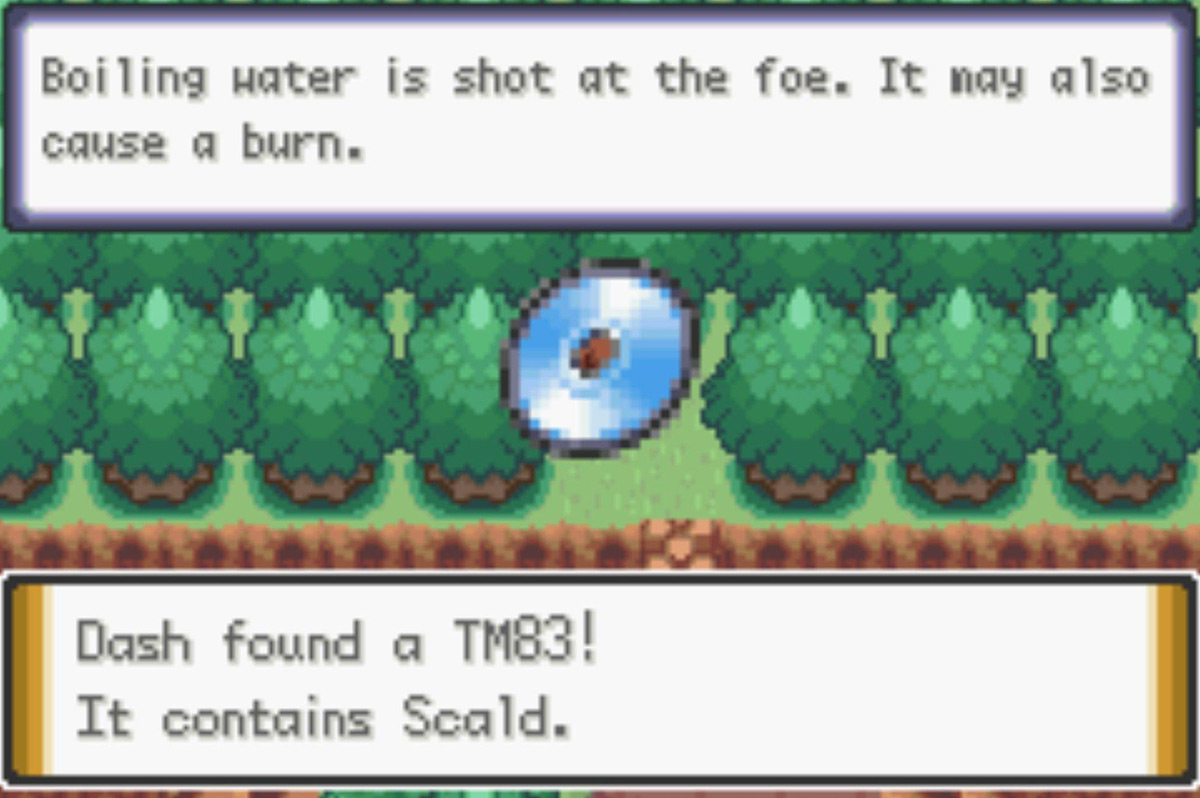 Boiling water is shot at the foe. It may also
cause a burn.
Dash found a TM83!
It contains Scald.